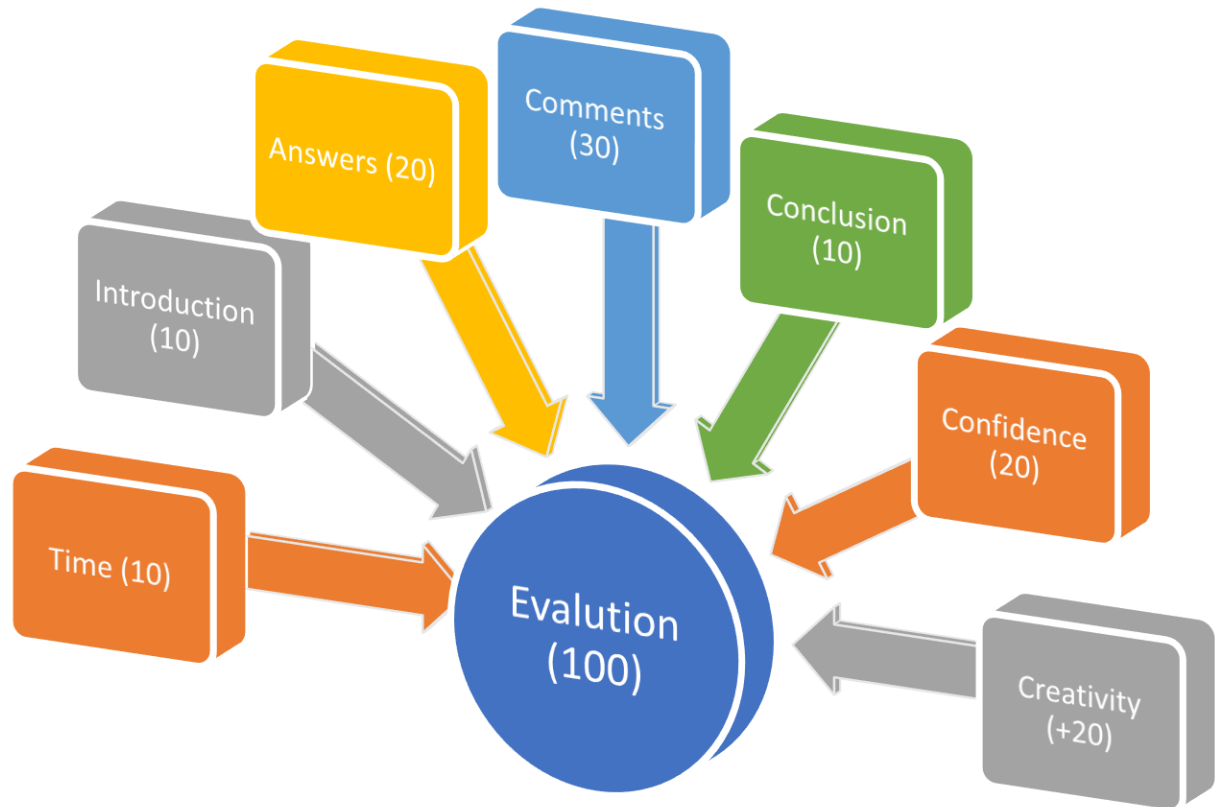 Time (10)
Introduction
(10)
Answers (20)
Comments
(30)
Conclusion
(10)
Confidence
(20)
Creativity
(+20)
Evalution
(100)